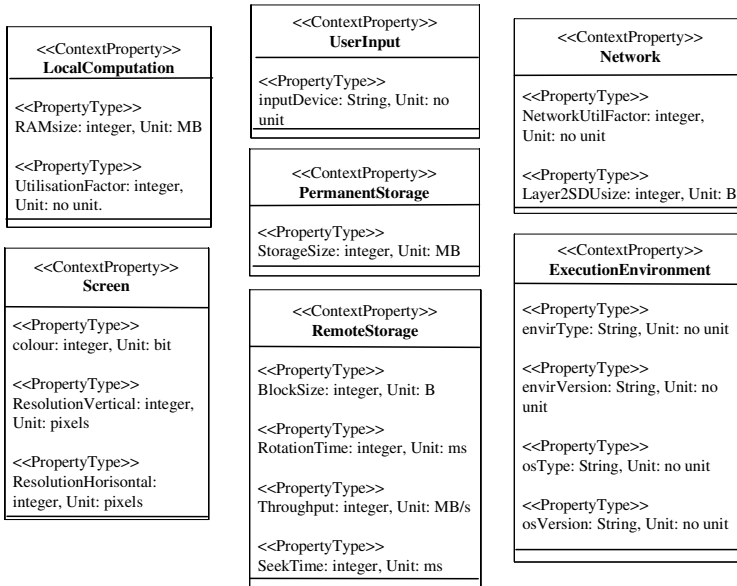 <<ContextProperty>>
LocalComputation
<<PropertyType>>
RAMsize: integer, Unit: MB
<<PropertyType>>
UtilisationFactor: integer,
Unit: no unit.
<<ContextProperty>>
Screen
<<PropertyType>>
colour: integer, Unit: bit
<<PropertyType>>
ResolutionVertical: integer,
Unit: pixels
<<PropertyType>>
ResolutionHorisontal:
integer, Unit: pixels
<<ContextProperty>>
UserInput
<<PropertyType>>
inputDevice: String, Unit: no
unit
<<ContextProperty>>
PermanentStorage
<<PropertyType>>
StorageSize: integer, Unit: MB
<<ContextProperty>>
RemoteStorage
<<PropertyType>>
BlockSize: integer, Unit: B
<<PropertyType>>
RotationTime: integer, Unit: ms
<<PropertyType>>
Throughput: integer, Unit: MB/s
<<PropertyType>>
SeekTime: integer, Unit: ms
<<ContextProperty>>
Network
<<PropertyType>>
NetworkUtilFactor: integer,
Unit: no unit
<<PropertyType>>
Layer2SDUsize: integer, Unit: B
<<ContextProperty>>
ExecutionEnvironment
<<PropertyType>>
envirType: String, Unit: no unit
<<PropertyType>>
envirVersion: String, Unit: no
unit
<<PropertyType>>
osType: String, Unit: no unit
<<PropertyType>>
osVersion: String, Unit: no unit